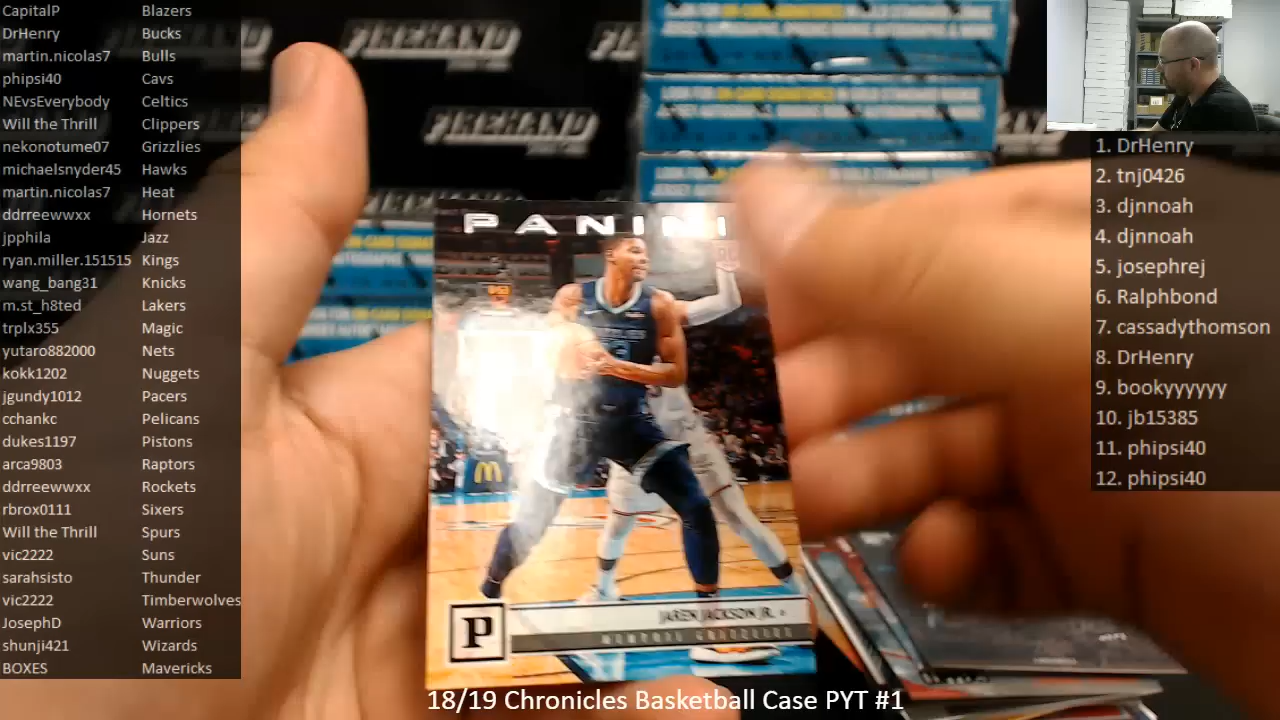 CapitalP Blazers
DrHenry Bucks
martin.nicolas7 Bulls
phipsi40 Cavs
NEvsEverybody Celtics
Will the Thrill Clippers
nekonotume07 Grizzlies
michaelsnyder45 Hawks
martin.nicolas7 Heat
ddrreewwxx Hornets
jpphila Jazz
ryan.miller.151515 Kings
wang_bang31 Knicks
m.st_h8ted Lakers
trplx355 Magic
yutaro882000 Nets
kokk1202 Nuggets
jgundy1012 Pacers
cchankc Pelicans
dukes1197 Pistons
arca9803 Raptors
ddrreewwxx Rockets
rbrox0111 Sixers
Will the Thrill Spurs
vic2222 Suns
sarahsisto Thunder
vic2222 Timberwolves
JosephD Warriors
shunji421 Wizards
BOXES Mavericks
FIREHAND
FIREHAND
PANINI
JAREN JACKSON JR.
MEMPHIS GRIZZLIES
P
1. DrHenry
2. tnj0426
3. djnnoah
4. djnnoah
5. josephrej
6. Ralphbond
7. cassadythomson
8. DrHenry
9. bookyyyyyy
10. jb15385
11. phipsi40
12. phipsi40
18/19 Chronicles Basketball Case PYT #1